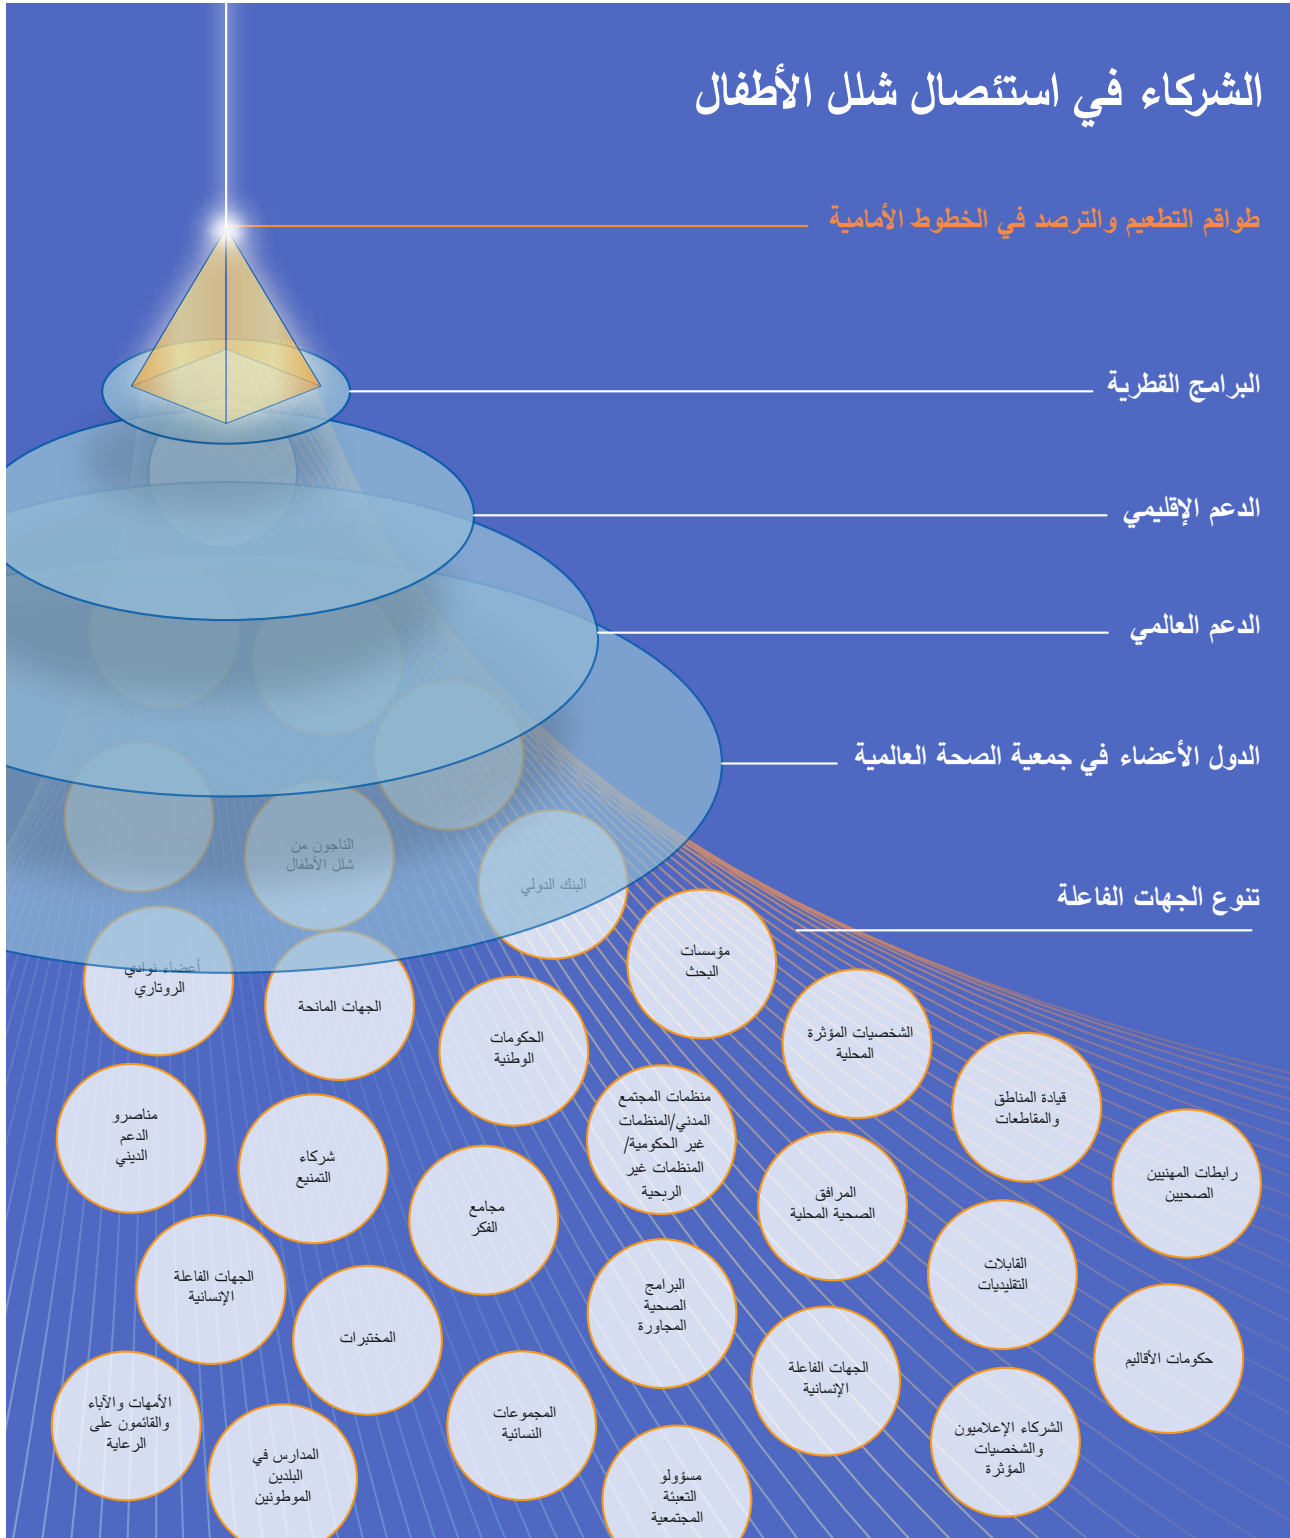 الشركاء في استئصال شلل الأطفال
طواقم التطعيم والترصد في الخطوط الأمامية
البرامج القطرية
الدعم الإقليمي
الدعم العالمي
الدول الأعضاء في جمعية الصحة العالمية
تنوع الجهات الفاعلة
الناجون من
شلل الأطفال
البنك الدولي
مؤسسات
البحث
أعضاء نوادي
الروتاري
الجهات المانحة
الحكومات
الوطنية
الشخصيات المؤثرة
المحلية
قيادة المناطق
والمقاطعات
رابطات المهنيين
الصحيين
مناصرو
الدعم
الديني
شركاء
التمنيع
منظمات المجتمع
المدني/المنظمات
غير الحكومية/
المنظمات غير
الربحية
مجامع
الفكر
المرافق
الصحية المحلية
القابلات
التقليديات
الجهات الفاعلة
الإنسانية
المختبرات
البرامج
الصحية
المجاورة
حكومات الأقاليم
الجهات الفاعلة
الإنسانية
الأمهات والآباء
والقائمون على
الرعاية
المجموعات
النسائية
الشركاء الإعلاميون
والشخصيات
المؤثرة
المدارس في
البلدين
الموطونين
مسؤولو
التعبئة
المجتمعية